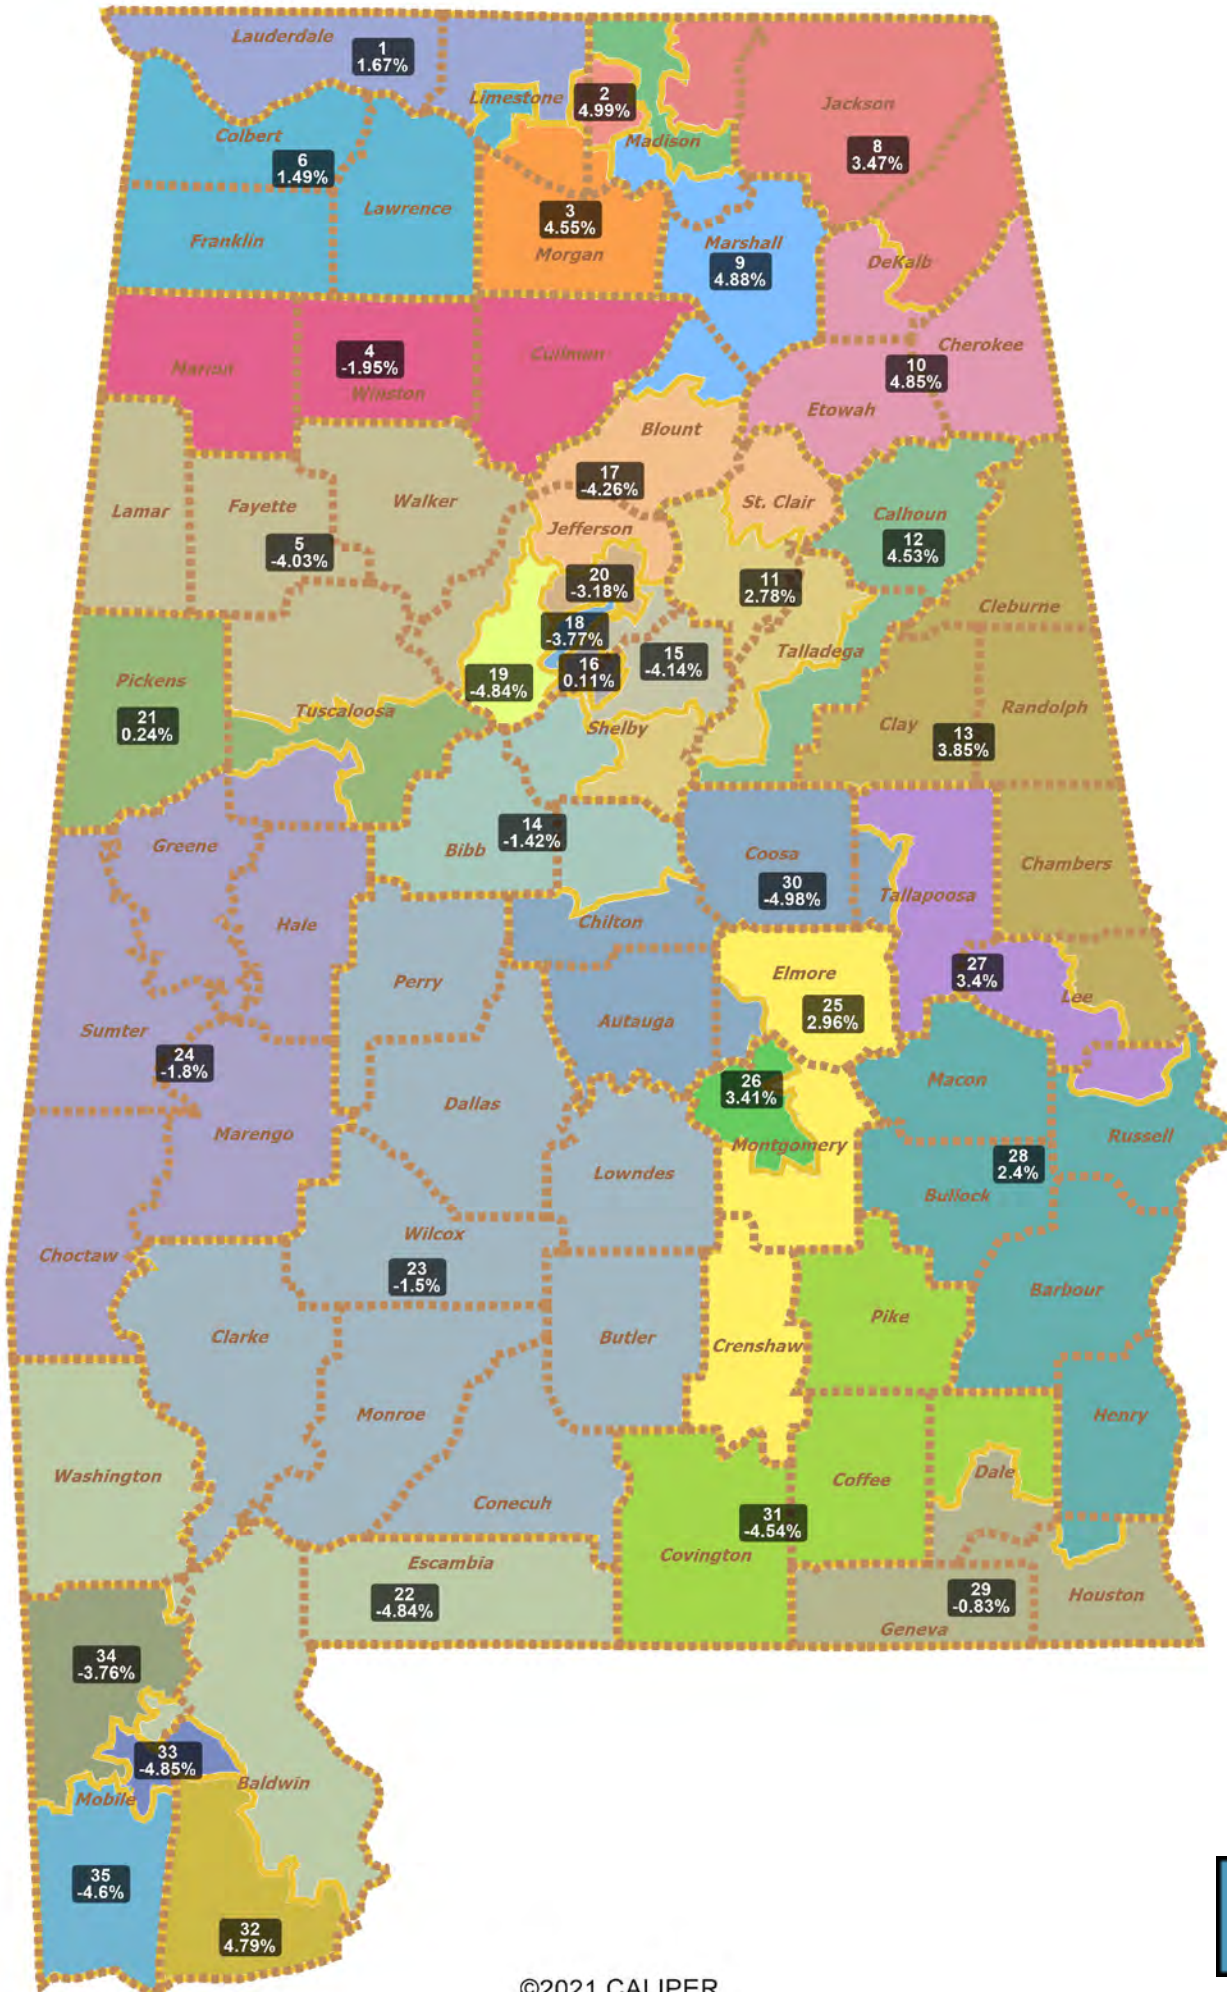 Lauderdale
1
1.67%
Limestone
2
4.99%
Madison
Jackson
8
3.47%
Colbert
6
1.49%
Lawrence
Franklin
3
4.55%
Morgan
Marshall
9
4.88%
DeKalb
Marion
4
-1.95%
Winston
Cullman
Cherokee
10
4.85%
Etowah
Blount
17
-4.26%
Lamar
Fayette
Walker
5
-4.03%
Jefferson
St. Clair
Calhoun
12
4.53%
20
-3.18%
11
2.78%
Cleburne
18
-3.77%
16
0.11%
15
-4.14%
Talladega
19
-4.84%
Pickens
21
0.24%
Tuscaloosa
Shelby
Clay
Randolph
13
3.85%
Greene
Bibb
14
-1.42%
Coosa
30
-4.98%
Tallapoosa
Chambers
Hale
Chilton
Perry
Elmore
27
3.4%
Lee
Sumter
Autauga
25
2.96%
24
-1.8%
26
3.41%
Macon
Dallas
Marengo
Montgomery
Russell
Lowndes
28
2.4%
Bullock
Choctaw
Wilcox
23
-1.5%
Barbour
Clarke
Butler
Crenshaw
Pike
Monroe
Henry
Washington
Conecuh
Coffee
Dale
31
-4.54%
Covington
Escambia
22
-4.84%
29
-0.83%
Houston
Geneva
34
-3.76%
33
-4.85%
Baldwin
Mobile
35
-4.6%
32
4.79%
©2021 CALIPER